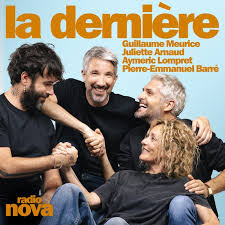 la dernière
Guillaume Meurice
Juliette Arnaud
Aymeric Lompret
Pierre-Emmanuel Barré
radio
nova